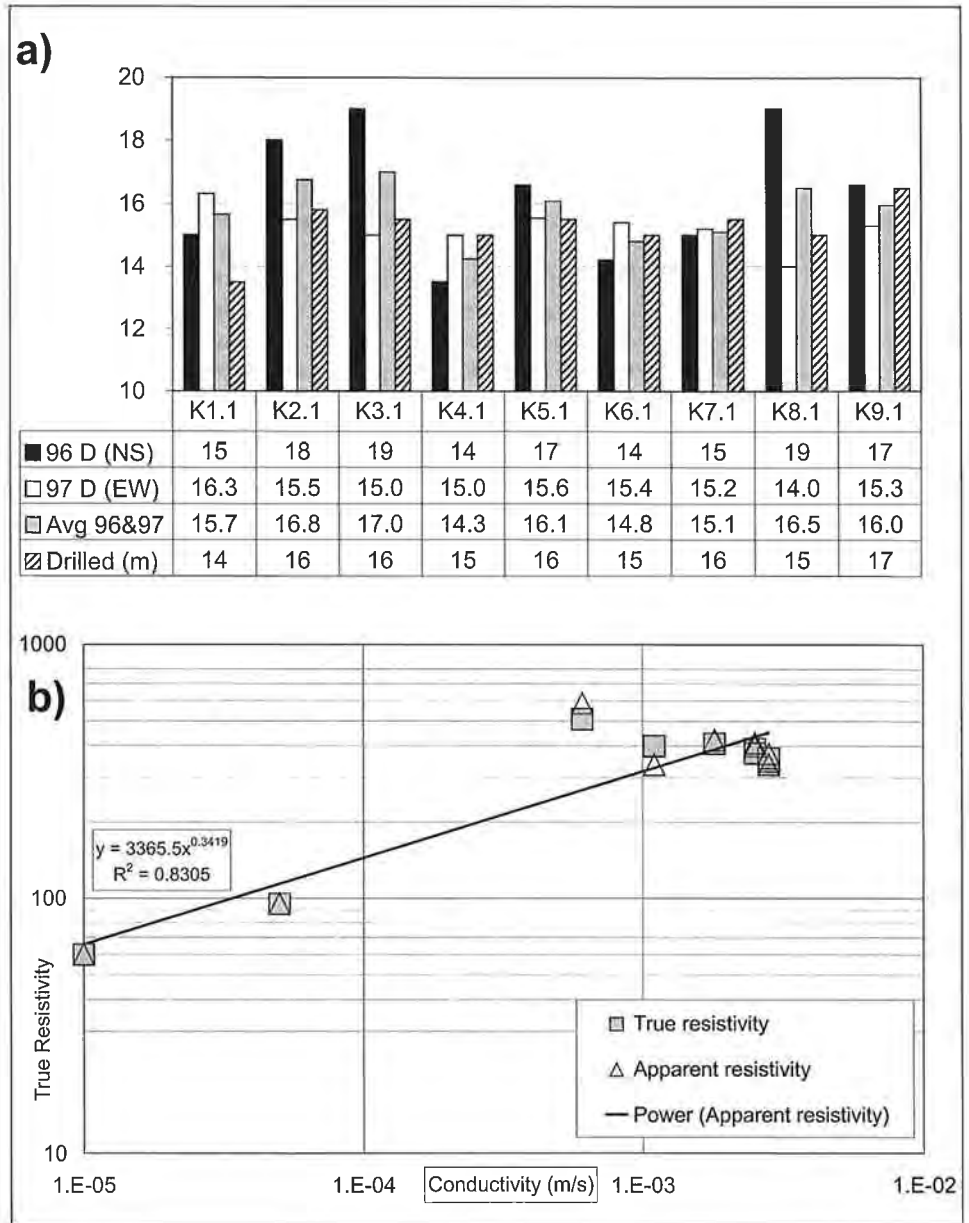 a)
20
18
16
14
12
10
K1.1 K2.1 K3.1 K4.1 K5.1 K6.1 K7.1 K8.1 K9.1
96 D (NS) 15 18 19 14 17 14 15 19 17
97 D (EW) 16.3 15.5 15.0 15.0 15.6 15.4 15.2 14.0 15.3
Avg 96&97 15.7 16.8 17.0 14.3 16.1 14.8 15.1 16.5 16.0
Drilled (m) 14 16 16 15 16 15 16 15 17
b)
1000
100
10
True Resistivity
y = 3365.5x^0.3419
R² = 0.8305
True resistivity
Apparent resistivity
Power (Apparent resistivity)
1.E-05 1.E-04 Conductivity (m/s) 1.E-03 1.E-02